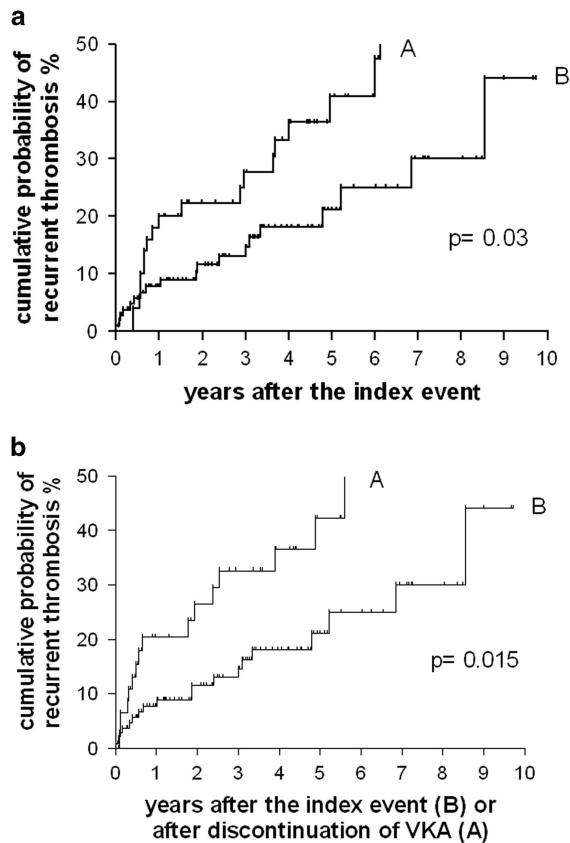 a
cumulative probability of
recurrent thrombosis %
50
40
30
20
10
0
A
B
p= 0.03
0 1 2 3 4 5 6 7 8 9 10
years after the index event
b
cumulative probability of
recurrent thrombosis %
50
40
30
20
10
0
A
B
p= 0.015
0 1 2 3 4 5 6 7 8 9 10
years after the index event (B) or
after discontinuation of VKA (A)